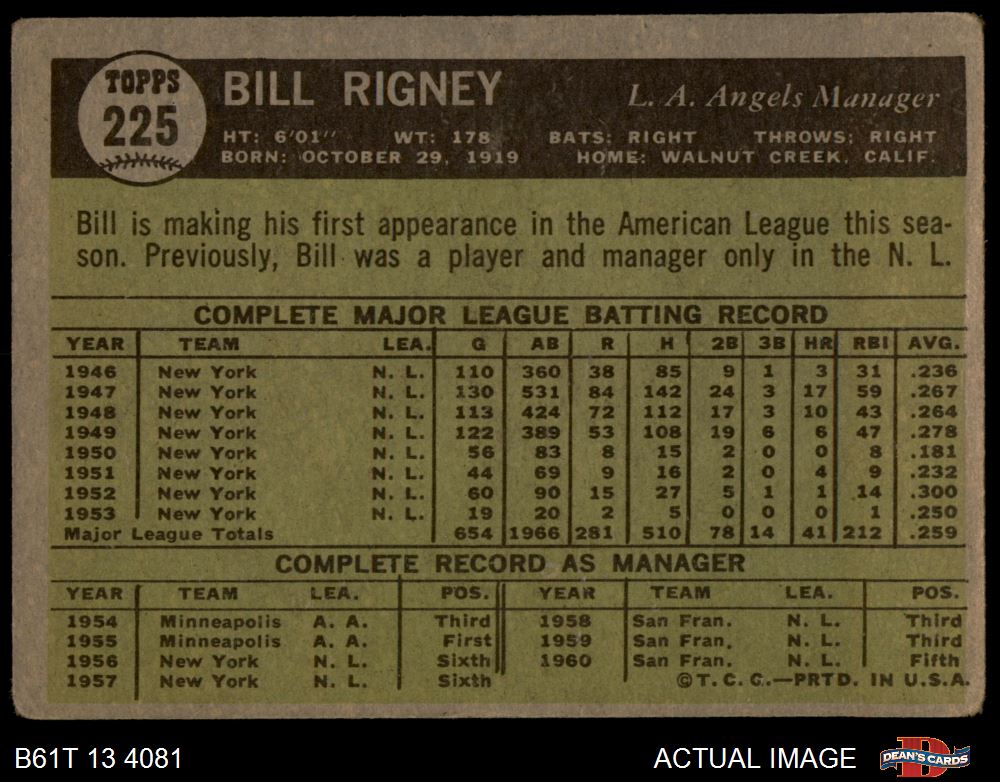 TOPPS
225
BILL RIGNEY
L. A. Angels Manager
HT: 6'01'' WT: 178 BATS: RIGHT THROWS: RIGHT
BORN: OCTOBER 29, 1919 HOME: WALNUT CREEK, CALIF.
Bill is making his first appearance in the American League this sea-
son. Previously, Bill was a player and manager only in the N. L.
COMPLETE MAJOR LEAGUE BATTING RECORD
YEAR TEAM LEA. G AB R H 2B 3B HR RBI AVG.
1946 New York N. L. 110 360 38 85 9 1 3 31 .236
1947 New York N. L. 130 531 84 142 24 3 17 59 .267
1948 New York N. L. 113 424 72 112 17 3 10 43 .264
1949 New York N. L. 122 389 53 108 19 6 6 47 .278
1950 New York N. L. 56 83 8 15 2 0 0 8 .181
1951 New York N. L. 44 69 9 16 2 0 4 9 .232
1952 New York N. L. 60 90 15 27 5 1 1 14 .300
1953 New York N. L. 19 20 2 5 0 0 0 1 .250
Major League Totals 654 1966 281 510 78 14 41 212 .259
COMPLETE RECORD AS MANAGER
YEAR TEAM LEA. POS. YEAR TEAM LEA. POS.
1954 Minneapolis A. A. Third 1958 San Fran. N. L. Third
1955 Minneapolis A. A. First 1959 San Fran. N. L. Third
1956 New York N. L. Sixth 1960 San Fran. N. L. Fifth
1957 New York N. L. Sixth ©T. C. G.—PRTD. IN U.S.A.
B61T 13 4081
ACTUAL IMAGE
DEAN'S CARDS